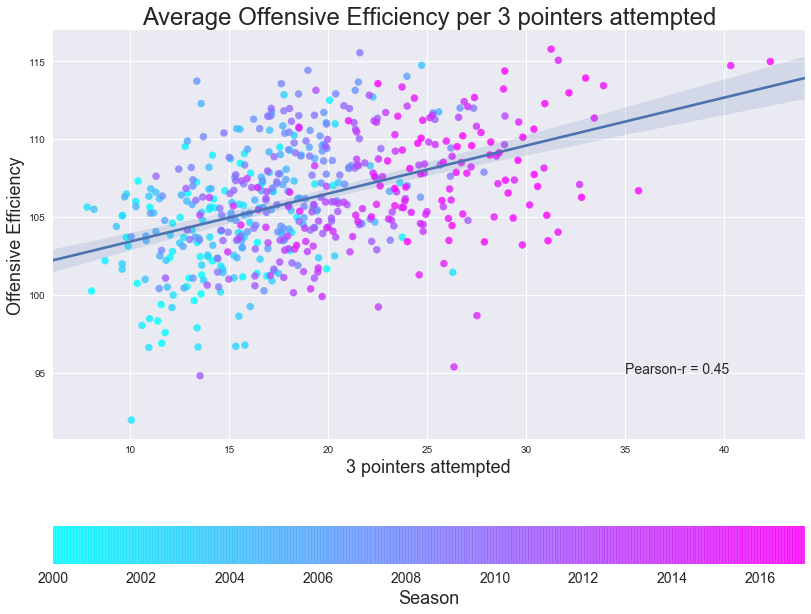 Average Offensive Efficiency per 3 pointers attempted
115
110
105
100
95
Offensive Efficiency
Pearson-r = 0.45
10 15 20 25 30 35 40
3 pointers attempted
2000 2002 2004 2006 2008 2010 2012 2014 2016
Season